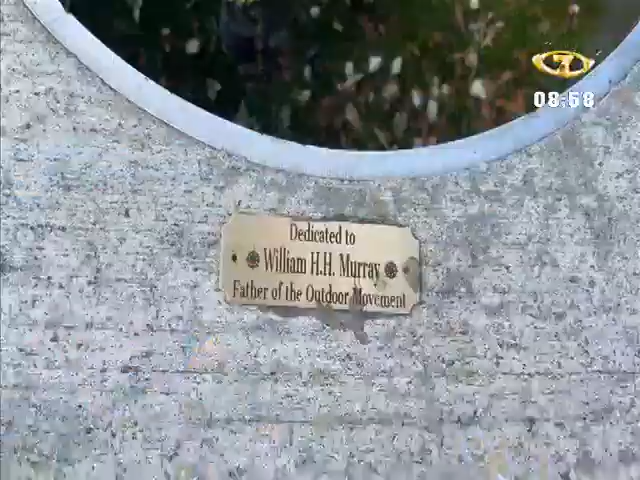 08:58
Dedicated to
William H.H. Murray
Father of the Outdoor Movement